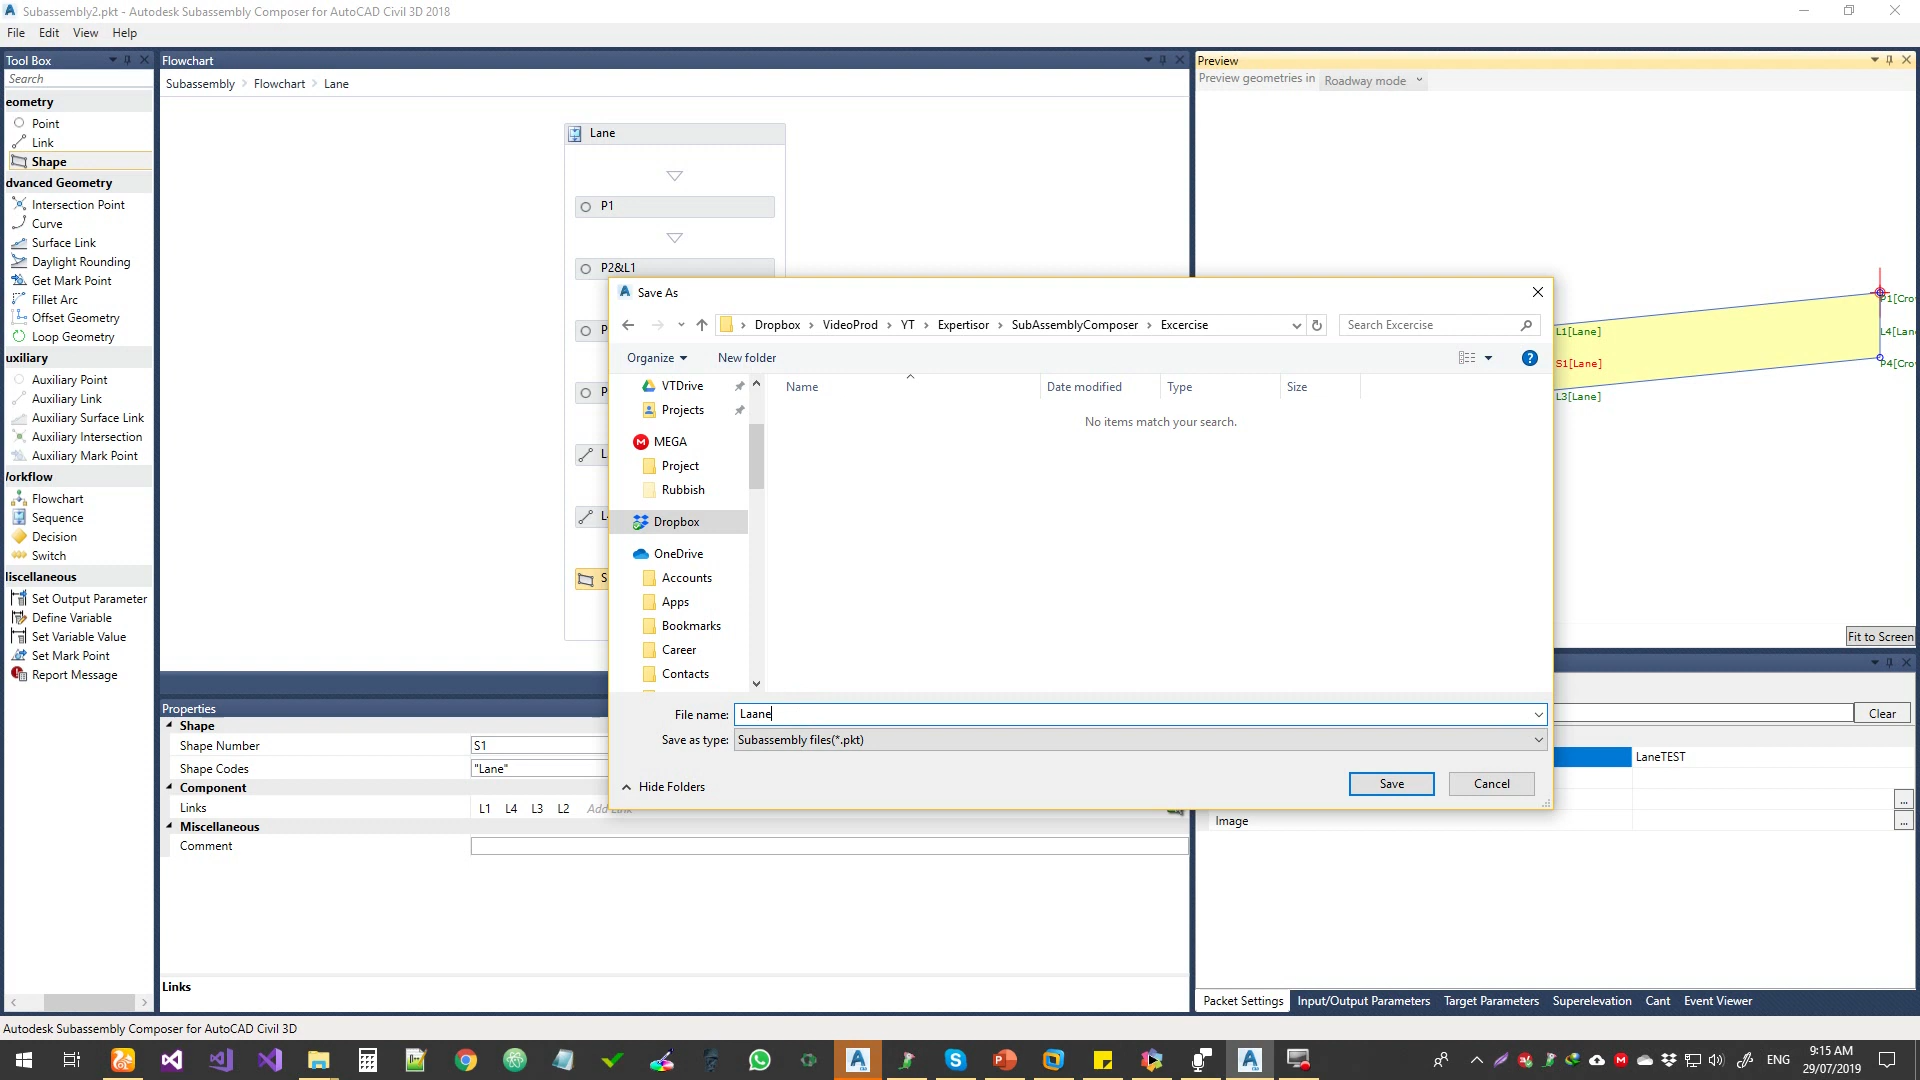 Subassembly2.pkt - Autodesk Subassembly Composer for AutoCAD Civil 3D 2018
File Edit View Help
Tool Box
Search
eometry
Point
Link
Shape
dvanced Geometry
Intersection Point
Curve
Surface Link
Daylight Rounding
Get Mark Point
Fillet Arc
Offset Geometry
Loop Geometry
uxiliary
Auxiliary Point
Auxiliary Link
Auxiliary Surface Link
Auxiliary Intersection
Auxiliary Mark Point
/orkflow
Flowchart
Sequence
Decision
Switch
liscellaneous
Set Output Parameter
Define Variable
Set Variable Value
Set Mark Point
Report Message
Flowchart
Subassembly > Flowchart > Lane
Lane
P1
P2&L1
P
P
L
L
S
Preview
Preview geometries in Roadway mode
P1[Cro
L1[Lane]
L4[Lan
S1[Lane]
P4[Cro
L3[Lane]
Fit to Screen
Save As
Dropbox > VideoProd > YT > Expertisor > SubAssemblyComposer > Excercise
Search Excercise
Organize
New folder
VTDrive
Projects
MEGA
Project
Rubbish
Dropbox
OneDrive
Accounts
Apps
Bookmarks
Career
Contacts
Name Date modified Type Size
No items match your search.
File name: Laane
Save as type: Subassembly files(*.pkt)
Hide Folders
Save
Cancel
Properties
Shape
Shape Number S1
Shape Codes "Lane"
Component
Links L1 L4 L3 L2 Add Link
Miscellaneous
Comment
Links
Clear
LaneTEST
...
Image ...
Packet Settings Input/Output Parameters Target Parameters Superelevation Cant Event Viewer
Autodesk Subassembly Composer for AutoCAD Civil 3D
ENG
9:15 AM
29/07/2019